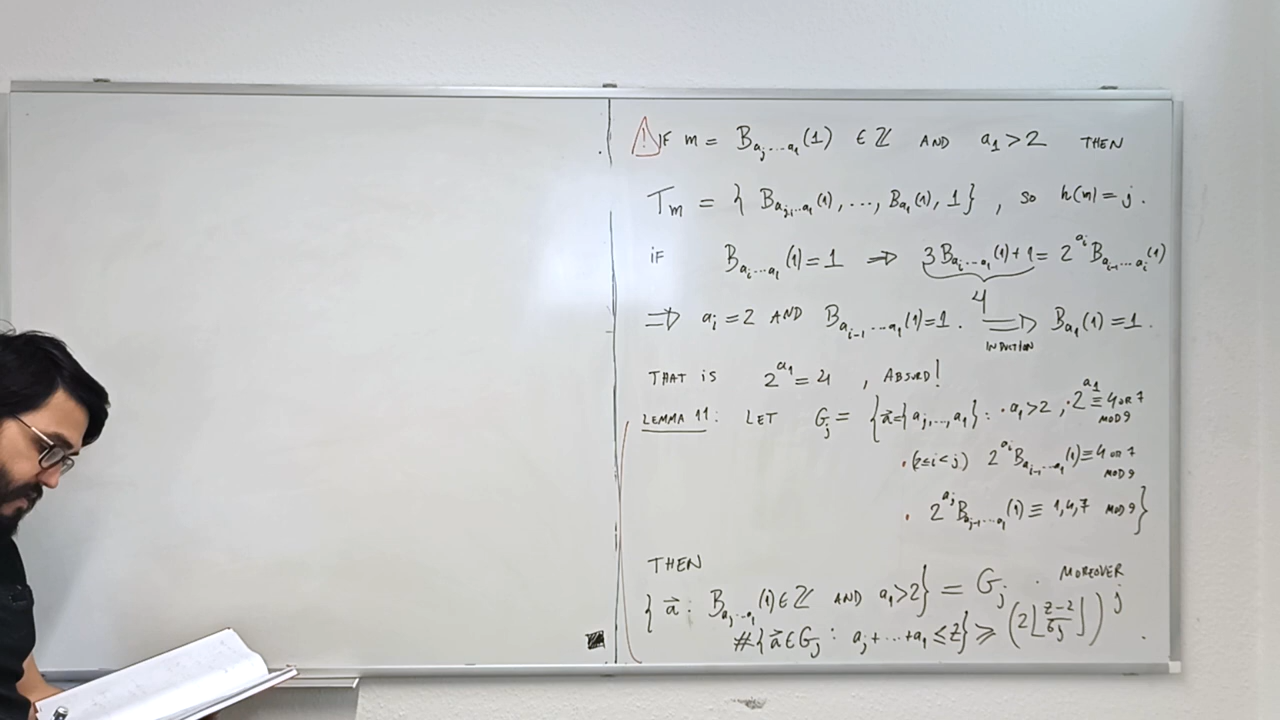 ! IF m = B_{a_j...a_1}(1) ∈ ℤ AND a_1 > 2 THEN
T_m = { B_{a_j...a_1}(1), ..., B_{a_1}(1), 1 }, SO h(m) = j.
IF B_{a_i...a_1}(1) = 1 ⇒ 3B_{a_i...a_1}(1) + 1 = 2^{a_i} B_{a_{i-1}...a_i}(1)
4
⇒ a_i = 2 AND B_{a_{i-1}...a_1}(1) = 1. ⇒ B_{a_1}(1) = 1.
INDUCTION
THAT IS 2^{a_1} = 4, ABSURD!
LEMMA 11: LET G_j = { a⃗ = {a_j, ..., a_1} : • a_1 > 2, • 2^{a_1} ≡ 4 OR 7 MOD 9
• (2 ≤ i < j) 2^{a_i} B_{a_{i-1}...a_1}(1) ≡ 4 OR 7 MOD 9
• 2^{a_j} B_{a_{j-1}...a_1}(1) ≡ 1, 4, 7 MOD 9 }
THEN
{ a⃗ : B_{a_j...a_1}(1) ∈ ℤ AND a_1 > 2 } = G_j . MOREOVER
#{ a⃗ ∈ G_j : a_j + ... + a_1 ≤ z } ≥ (2⌊(z-2)/(6j)⌋)^j .